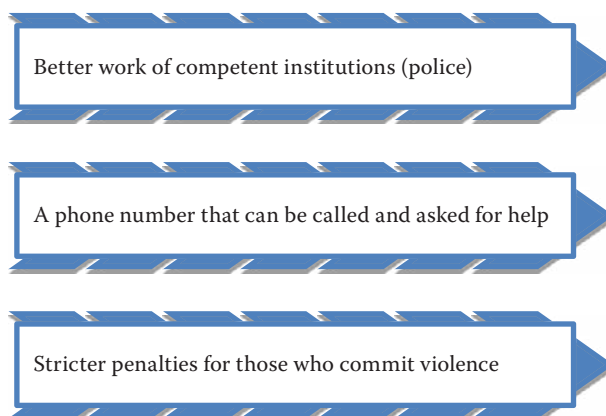 Better work of competent institutions (police)
A phone number that can be called and asked for help
Stricter penalties for those who commit violence